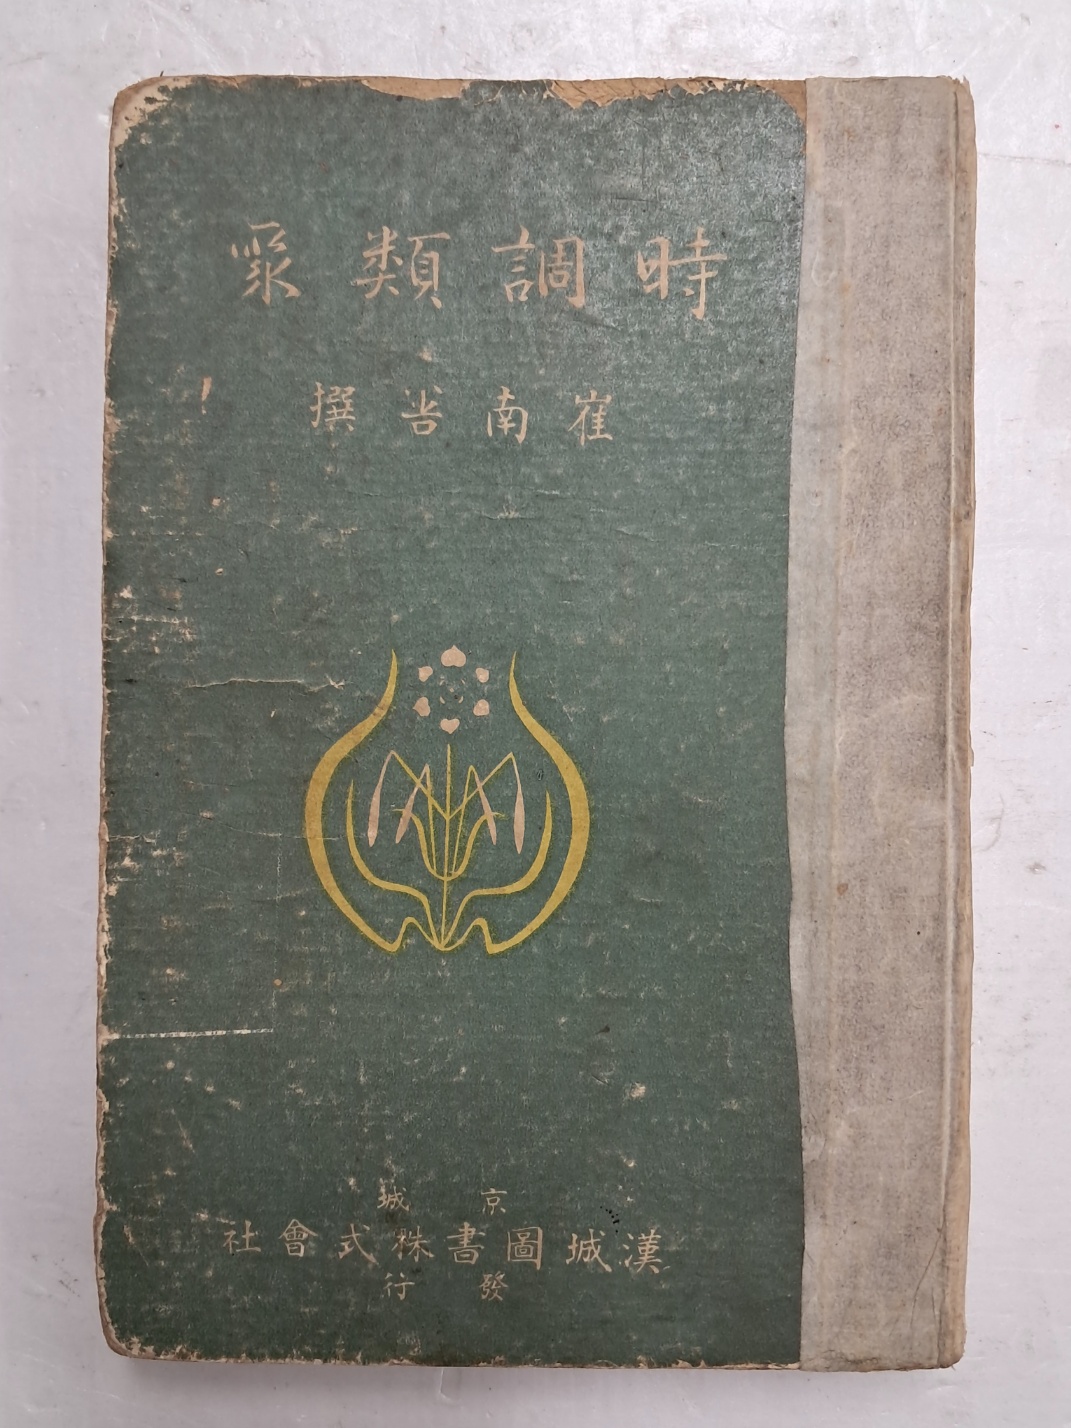 時調類聚
崔南善撰
京城
漢城圖書株式會社
發行